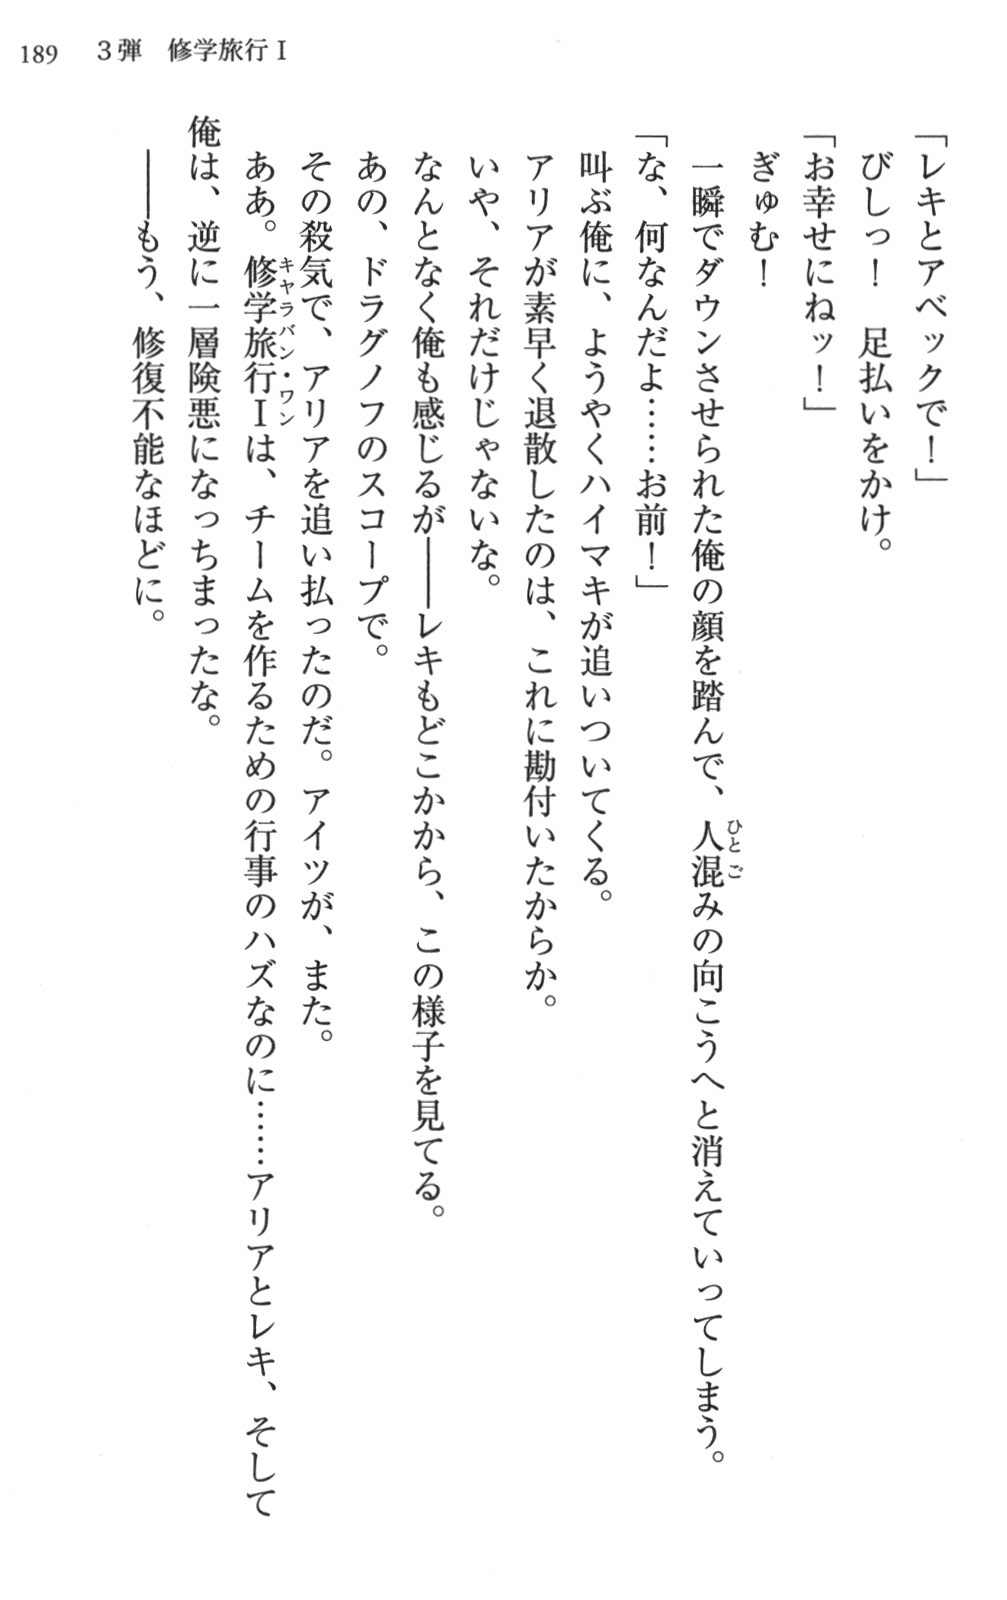 189　3弾　修学旅行Ⅰ
「レキとアベックで！」
　びしっ！　足払いをかけ。
「お幸せにねッ！」
　ぎゅむ！
　一瞬でダウンさせられた俺の顔を踏んで、人混みの向こうへと消えていってしまう。
ひとご
「な、何なんだよ……お前！」
　叫ぶ俺に、ようやくハイマキが追いついてくる。
　アリアが素早く退散したのは、これに勘付いたからか。
　いや、それだけじゃないな。
　なんとなく俺も感じるが――レキもどこかから、この様子を見てる。
　あの、ドラグノフのスコープで。
　その殺気で、アリアを追い払ったのだ。アイツが、また。
　ああ。修学旅行Ⅰは、チームを作るための行事のハズなのに……アリアとレキ、そして
キャラバン・ワン
俺は、逆に一層険悪になっちまったな。
　――もう、修復不能なほどに。